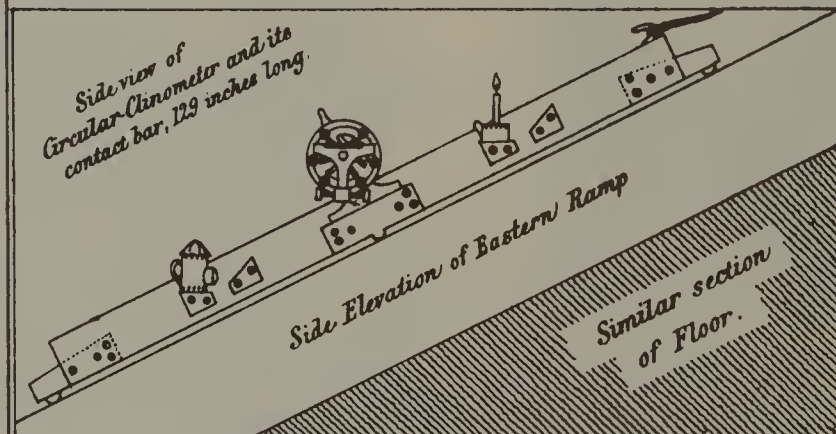 Side view of
Circular-Clinometer and its
contact bar, 129 inches long.
Side Elevation of Eastern Ramp
Similar section
of Floor.